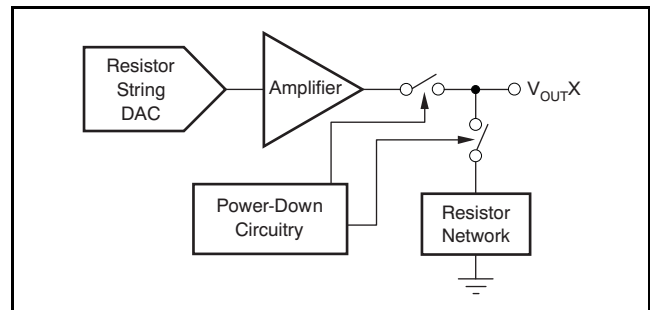 Resistor
String
DAC
Amplifier
V_OUTX
Power-Down
Circuitry
Resistor
Network